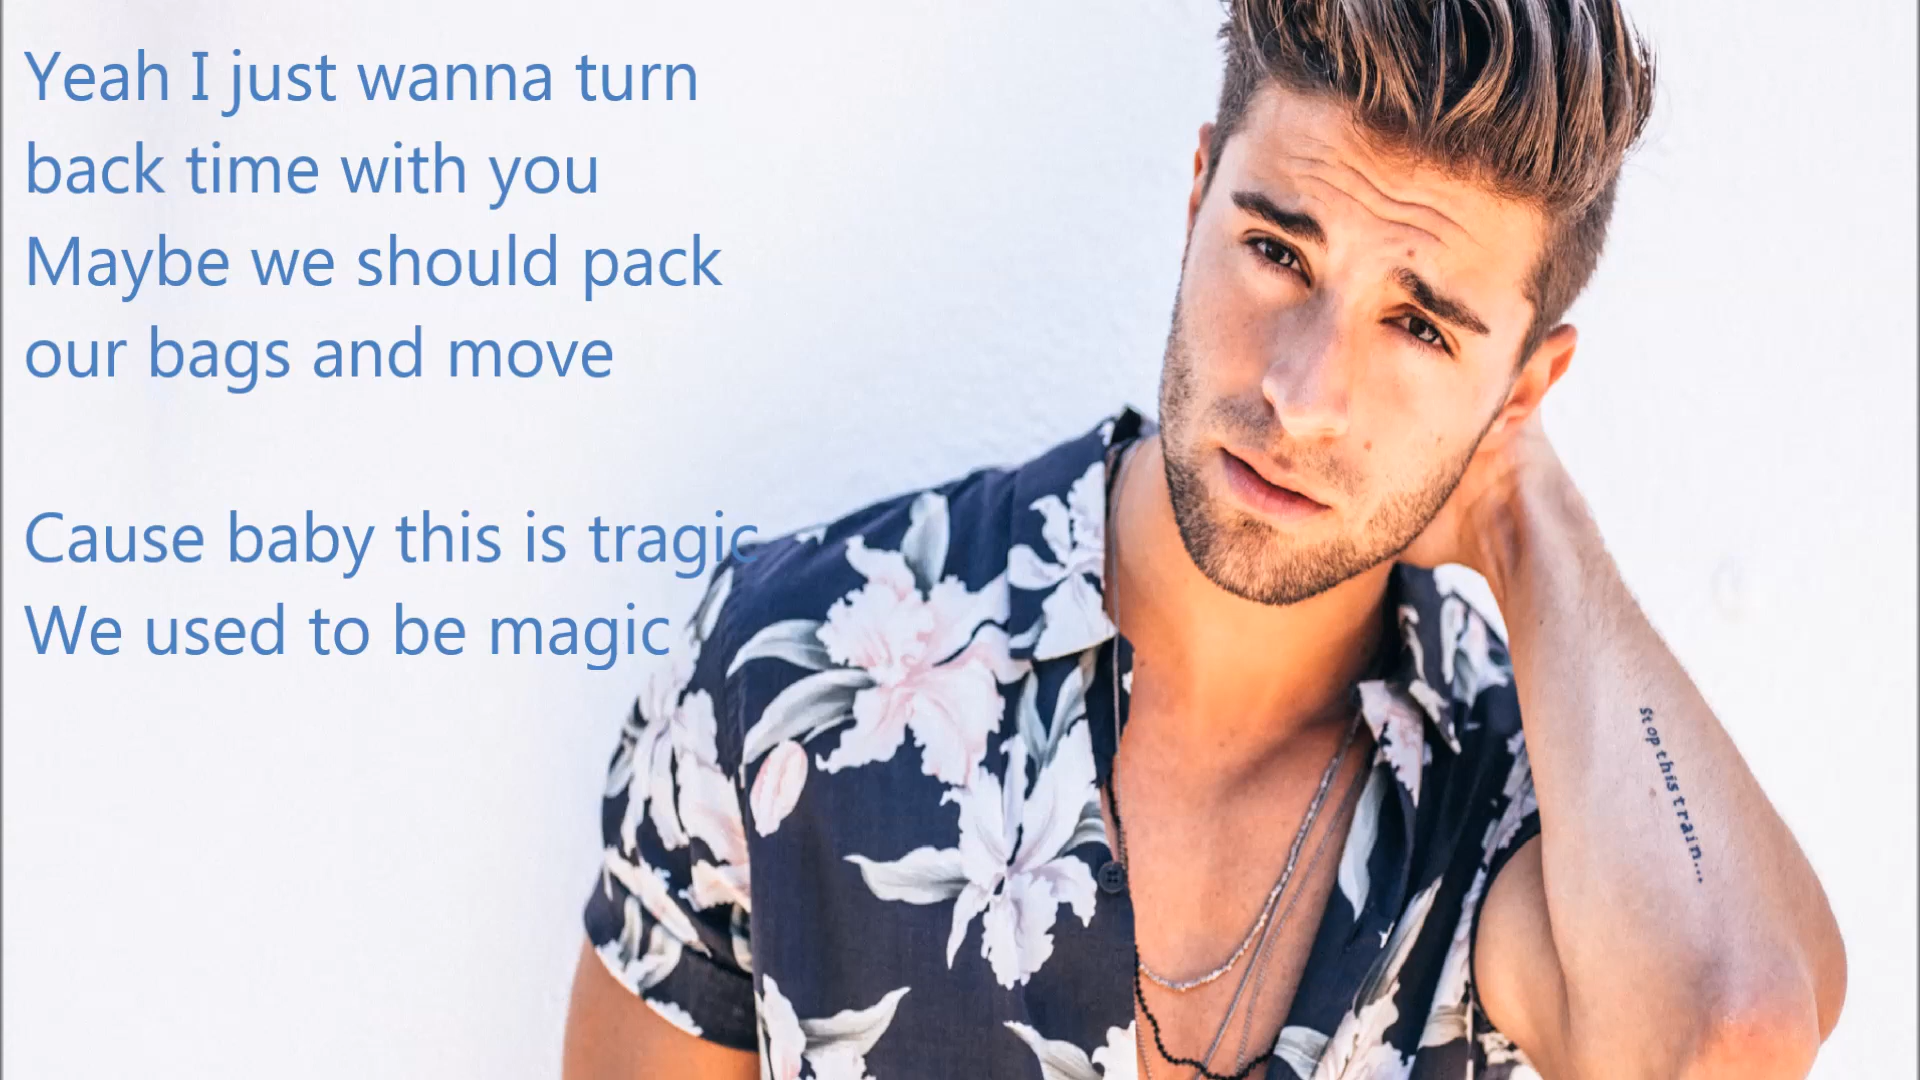 Yeah I just wanna turn
back time with you
Maybe we should pack
our bags and move
Cause baby this is tragic
We used to be magic
Stop this train...